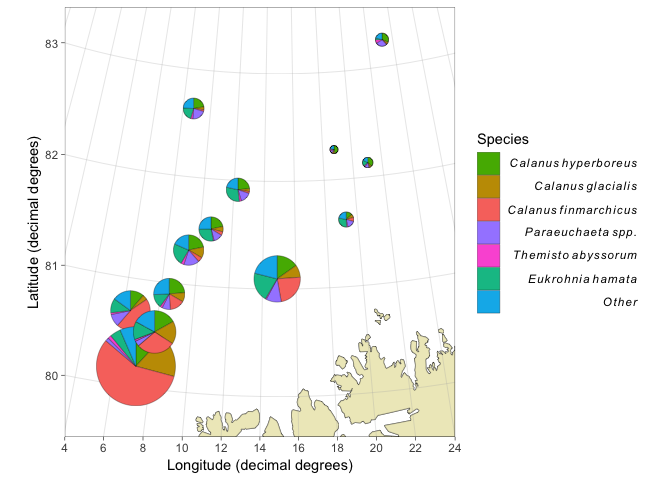 83
82
81
80
Latitude (decimal degrees)
4 6 8 10 12 14 16 18 20 22 24
Longitude (decimal degrees)
Species
Calanus hyperboreus
Calanus glacialis
Calanus finmarchicus
Paraeuchaeta spp.
Themisto abyssorum
Eukrohnia hamata
Other